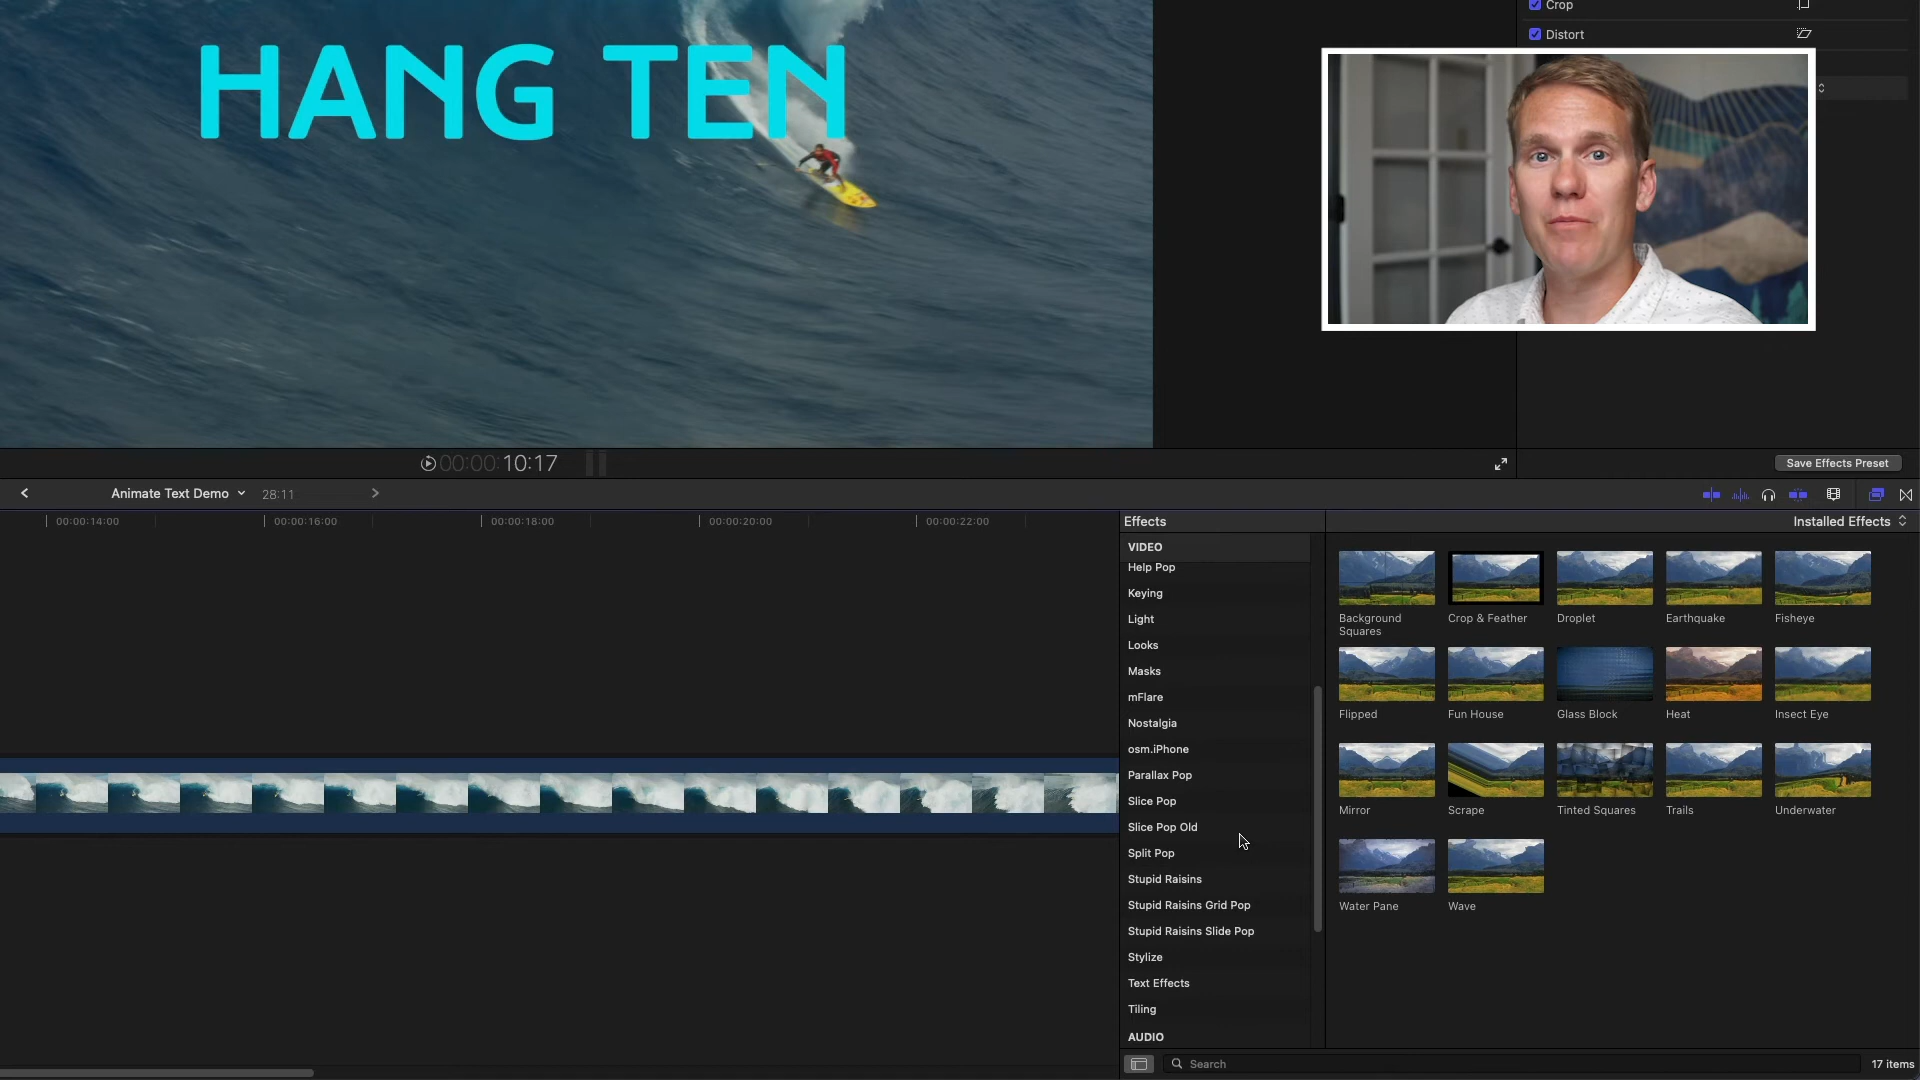 Crop
Distort
HANG TEN
00:00:10:17
Save Effects Preset
Animate Text Demo
28:11
00:00:14:00
00:00:16:00
00:00:18:00
00:00:20:00
00:00:22:00
Effects
Installed Effects
VIDEO
Help Pop
Keying
Light
Looks
Masks
mFlare
Nostalgia
osm.iPhone
Parallax Pop
Slice Pop
Slice Pop Old
Split Pop
Stupid Raisins
Stupid Raisins Grid Pop
Stupid Raisins Slide Pop
Stylize
Text Effects
Tiling
AUDIO
Background
Squares
Crop & Feather
Droplet
Earthquake
Fisheye
Flipped
Fun House
Glass Block
Heat
Insect Eye
Mirror
Scrape
Tinted Squares
Trails
Underwater
Water Pane
Wave
Search
17 items